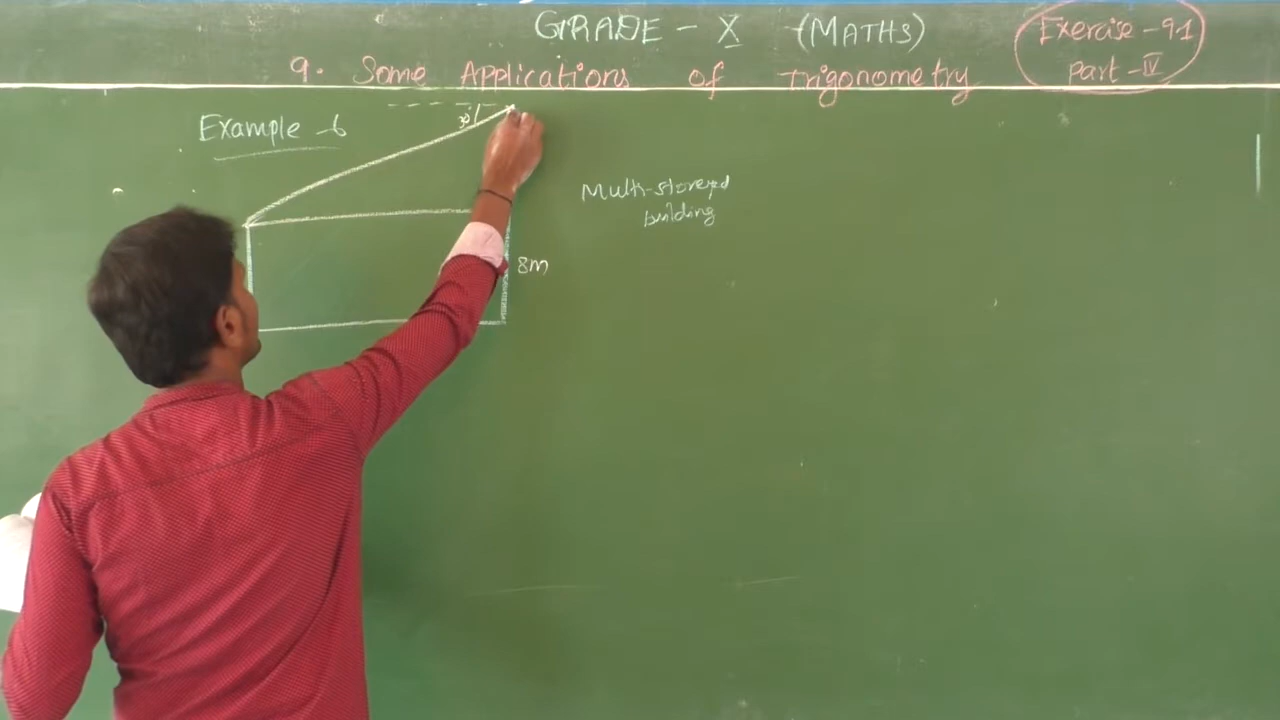 GRADE - X (MATHS)
Exercise - 9.1
part - IV
9. Some Applications of Trigonometry
Example - 6
30°
Multi-storeyed
building
8m